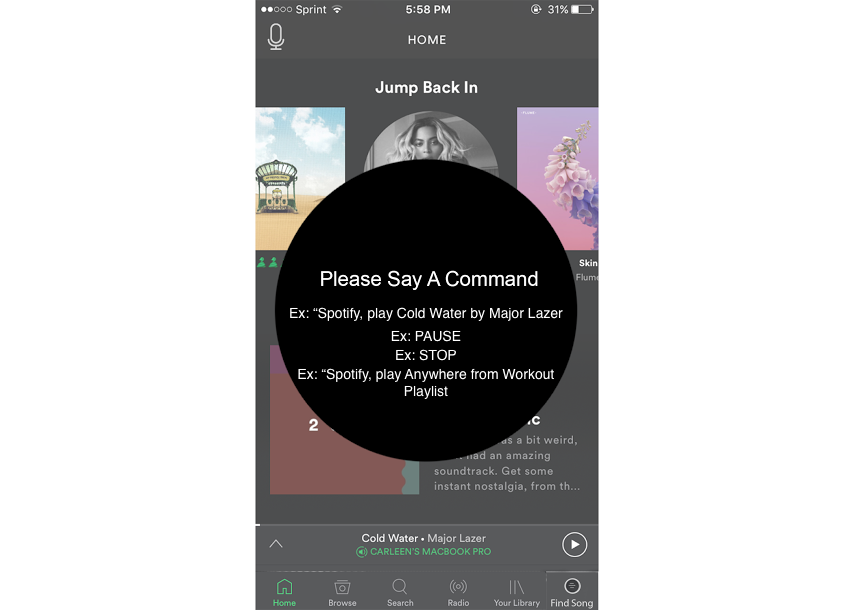 Sprint 5:58 PM 31%
HOME
Jump Back In
Skin
Flume
Please Say A Command
Ex: “Spotify, play Cold Water by Major Lazer
Ex: PAUSE
Ex: STOP
Ex: “Spotify, play Anywhere from Workout
Playlist
2
a bit weird,
had an amazing
soundtrack. Get some
instant nostalgia, from th...
Cold Water • Major Lazer
CARLEEN'S MACBOOK PRO
Home Browse Search Radio Your Library Find Song